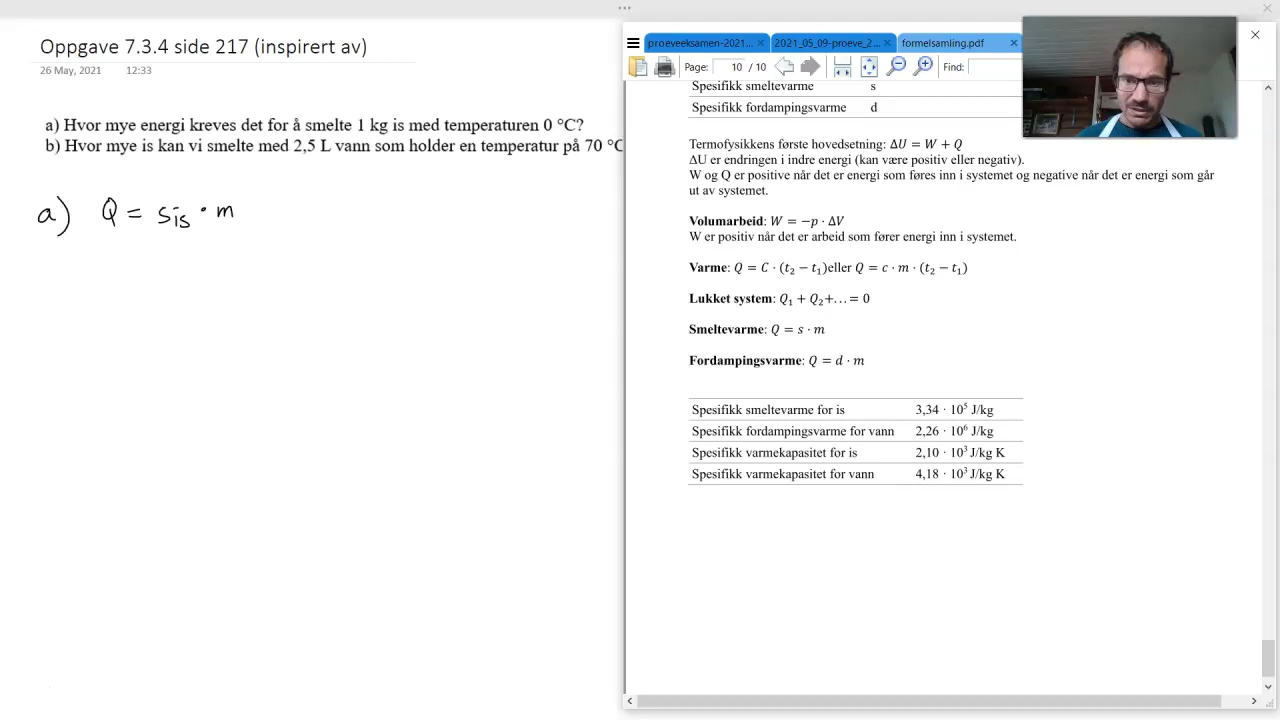 Oppgave 7.3.4 side 217 (inspirert av)
26 May, 2021 12:33
a) Hvor mye energi kreves det for å smelte 1 kg is med temperaturen 0 °C?
b) Hvor mye is kan vi smelte med 2,5 L vann som holder en temperatur på 70 °C
a) Q = s_is · m
proeveeksamen-2021... 2021_05_09-proeve_2... formelsamling.pdf
Page: 10 / 10 Find:
Spesifikk smeltevarme s
Spesifikk fordampingsvarme d
Termofysikkens første hovedsetning: ΔU = W + Q
ΔU er endringen i indre energi (kan være positiv eller negativ).
W og Q er positive når det er energi som føres inn i systemet og negative når det er energi som går
ut av systemet.
Volumarbeid: W = −p · ΔV
W er positiv når det er arbeid som fører energi inn i systemet.
Varme: Q = C · (t₂ − t₁)eller Q = c · m · (t₂ − t₁)
Lukket system: Q₁ + Q₂+. . . = 0
Smeltevarme: Q = s · m
Fordampingsvarme: Q = d · m
Spesifikk smeltevarme for is 3,34 · 10⁵ J/kg
Spesifikk fordampingsvarme for vann 2,26 · 10⁶ J/kg
Spesifikk varmekapasitet for is 2,10 · 10³ J/kg K
Spesifikk varmekapasitet for vann 4,18 · 10³ J/kg K